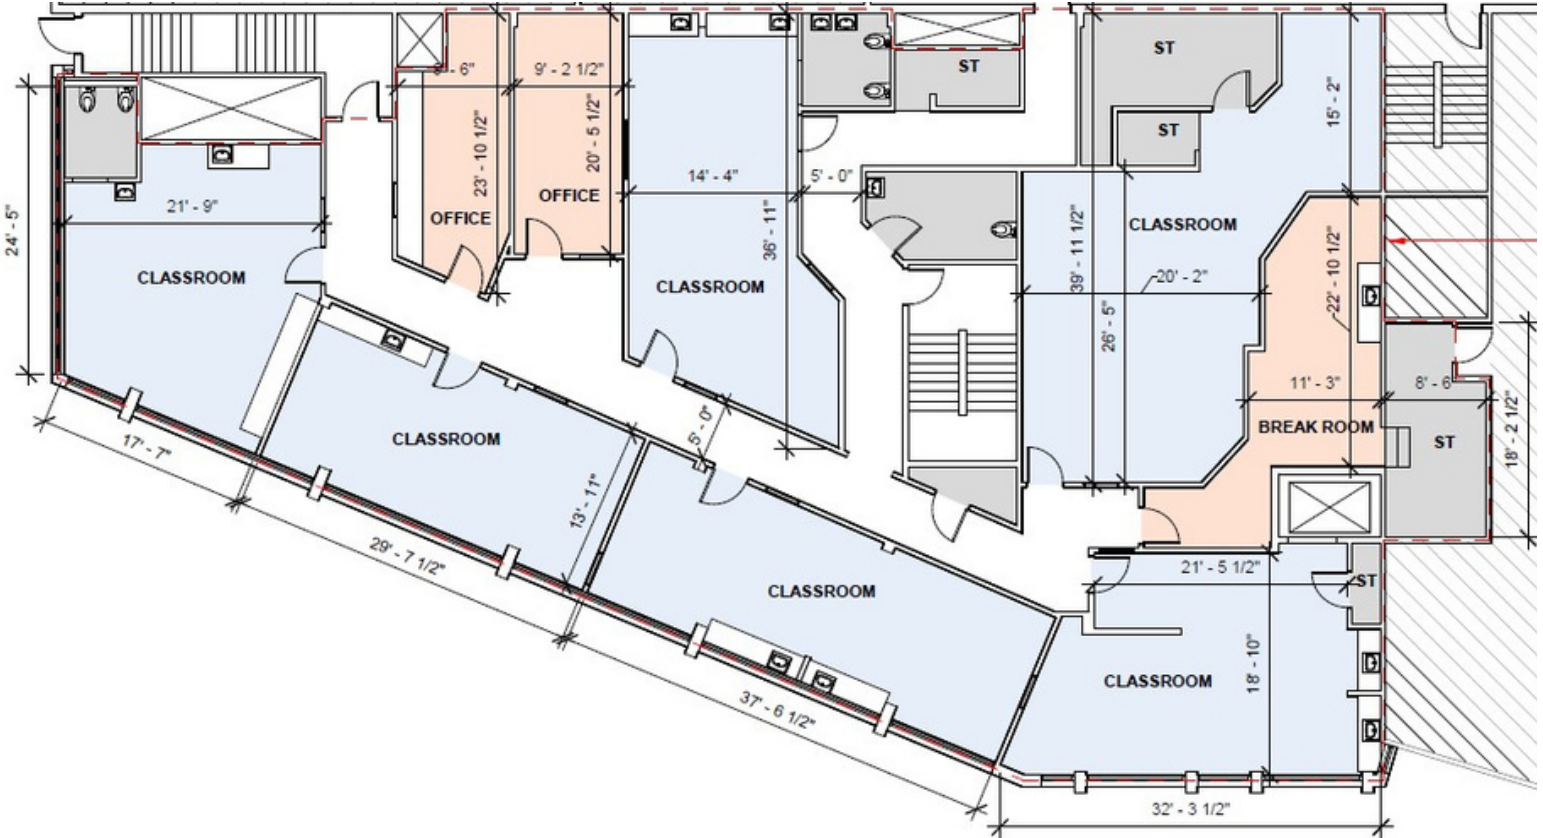 ST
ST
ST
8' - 6"
9' - 2 1/2"
15' - 2"
23' - 10 1/2"
20' - 5 1/2"
14' - 4"
5' - 0"
24' - 5"
21' - 9"
OFFICE
OFFICE
36' - 11"
39' - 11 1/2"
CLASSROOM
CLASSROOM
CLASSROOM
20' - 2"
22' - 10 1/2"
26' - 5"
11' - 3"
8' - 6
BREAK ROOM
ST
18' - 2 1/2"
17' - 7"
CLASSROOM
5' - 0"
13' - 11"
29' - 7 1/2"
CLASSROOM
21' - 5 1/2"
ST
37' - 6 1/2"
CLASSROOM
18' - 10"
32' - 3 1/2"